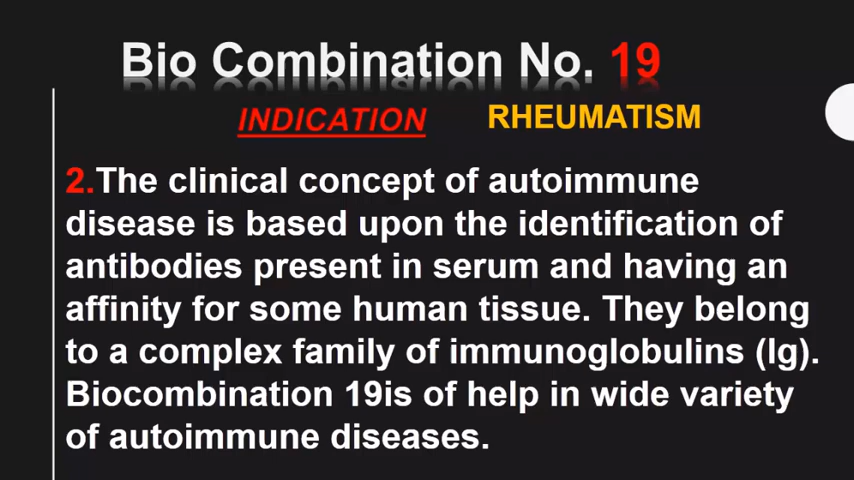 Bio Combination No. 19
INDICATION RHEUMATISM
2.The clinical concept of autoimmune
disease is based upon the identification of
antibodies present in serum and having an
affinity for some human tissue. They belong
to a complex family of immunoglobulins (lg).
Biocombination 19is of help in wide variety
of autoimmune diseases.